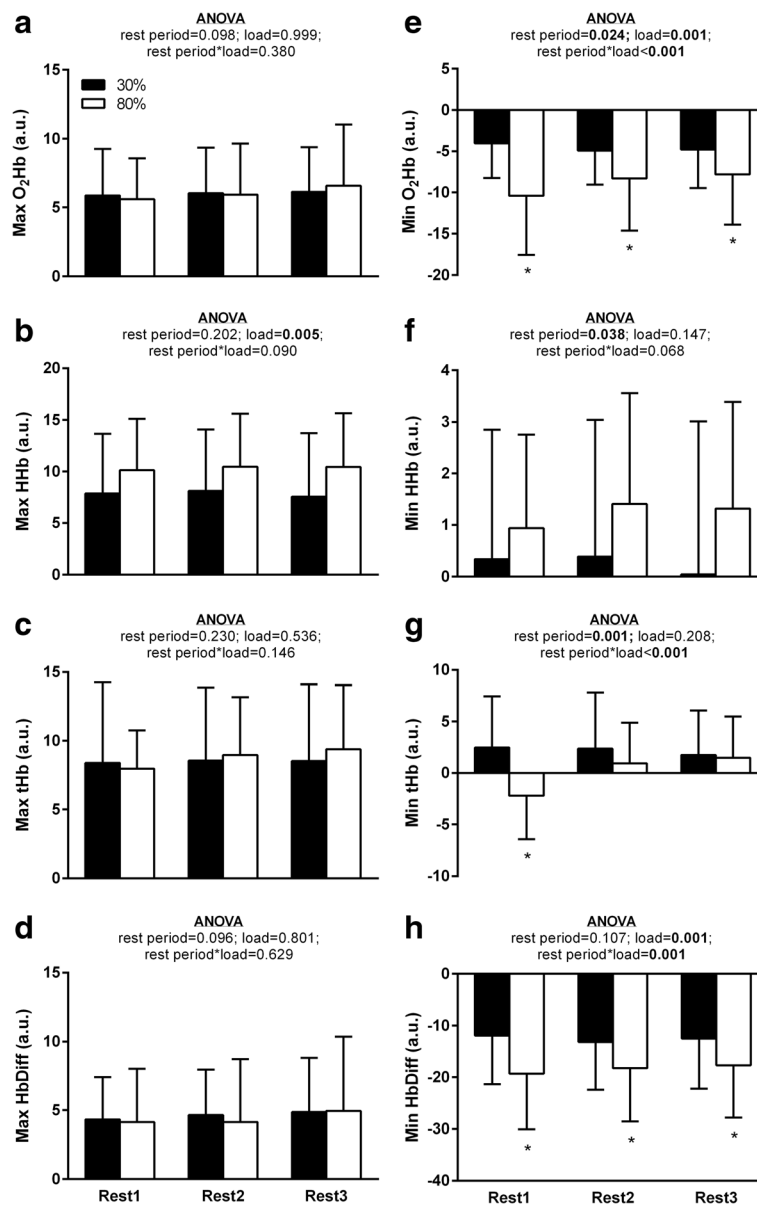 a
ANOVA
rest period=0.098; load=0.999;
rest period*load=0.380
15
10
5
0
Max O2Hb (a.u.)
30%
80%
e
ANOVA
rest period=0.024; load=0.001;
rest period*load<0.001
0
-5
-10
-15
-20
Min O2Hb (a.u.)
*
*
*
b
ANOVA
rest period=0.202; load=0.005;
rest period*load=0.090
20
15
10
5
0
Max HHb (a.u.)
f
ANOVA
rest period=0.038; load=0.147;
rest period*load=0.068
4
3
2
1
0
Min HHb (a.u.)
c
ANOVA
rest period=0.230; load=0.536;
rest period*load=0.146
15
10
5
0
Max tHb (a.u.)
g
ANOVA
rest period=0.001; load=0.208;
rest period*load<0.001
10
5
0
-5
-10
Min tHb (a.u.)
*
d
ANOVA
rest period=0.096; load=0.801;
rest period*load=0.629
15
10
5
0
Max HbDiff (a.u.)
Rest1 Rest2 Rest3
h
ANOVA
rest period=0.107; load=0.001;
rest period*load=0.001
0
-10
-20
-30
-40
Min HbDiff (a.u.)
*
*
*
Rest1 Rest2 Rest3